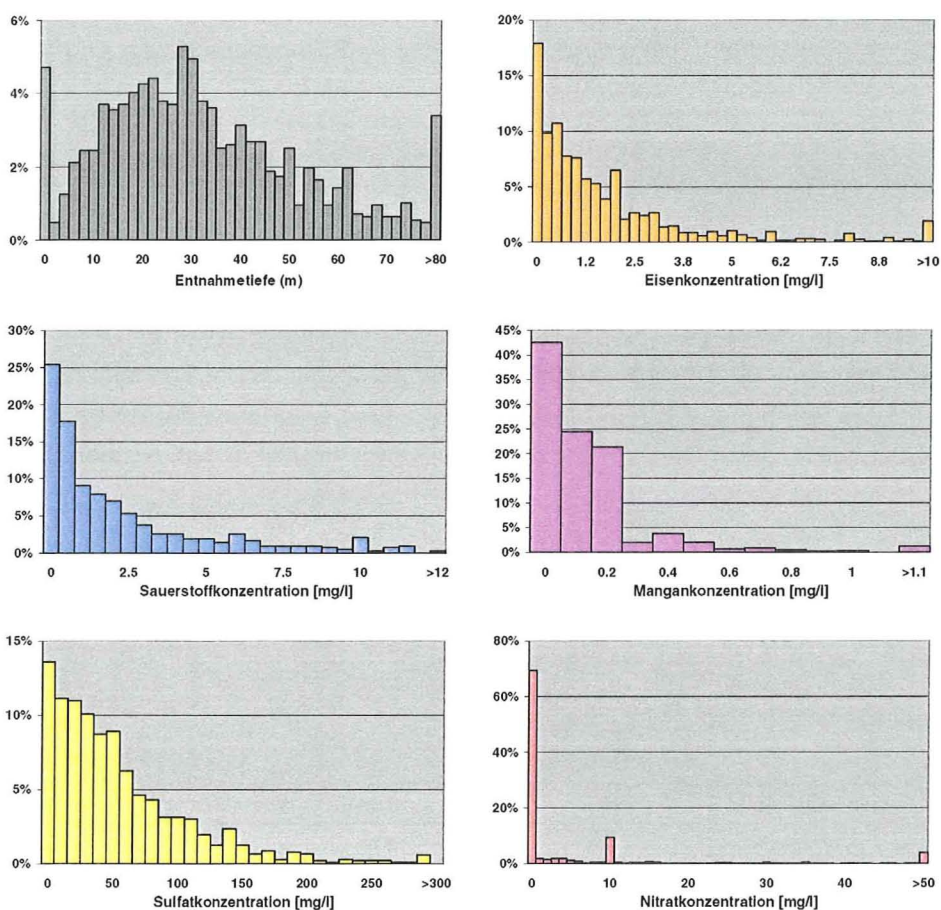 6%
4%
2%
0%
0 10 20 30 40 50 60 70 >80
Entnahmetiefe (m)
20%
15%
10%
5%
0%
0 1.2 2.5 3.8 5 6.2 7.5 8.8 >10
Eisenkonzentration [mg/l]
30%
25%
20%
15%
10%
5%
0%
0 2.5 5 7.5 10 >12
Sauerstoffkonzentration [mg/l]
45%
40%
35%
30%
25%
20%
15%
10%
5%
0%
0 0.2 0.4 0.6 0.8 1 >1.1
Mangankonzentration [mg/l]
15%
10%
5%
0%
0 50 100 150 200 250 >300
Sulfatkonzentration [mg/l]
80%
60%
40%
20%
0%
0 10 20 30 40 >50
Nitratkonzentration [mg/l]